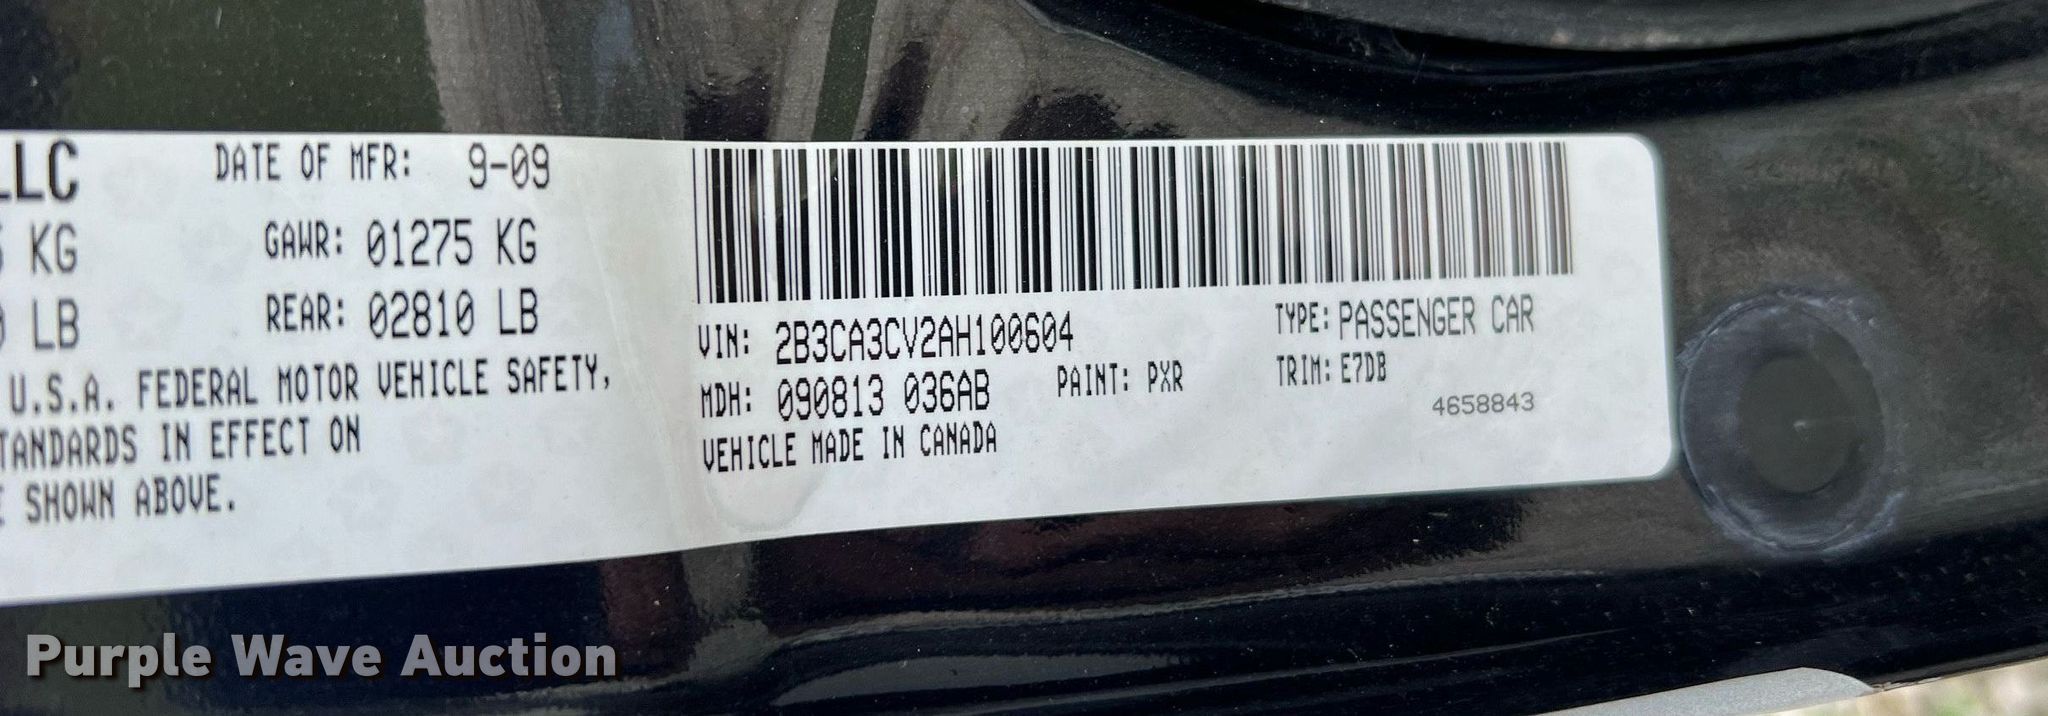 LLC DATE OF MFR: 9-09
KG GAWR: 01275 KG
LB REAR: 02810 LB
U.S.A. FEDERAL MOTOR VEHICLE SAFETY,
TANDARDS IN EFFECT ON
E SHOWN ABOVE.
VIN: 2B3CA3CV2AH100604 TYPE: PASSENGER CAR
MDH: 090813 036AB PAINT: PXR TRIM: E7DB
VEHICLE MADE IN CANADA 4658843
Purple Wave Auction